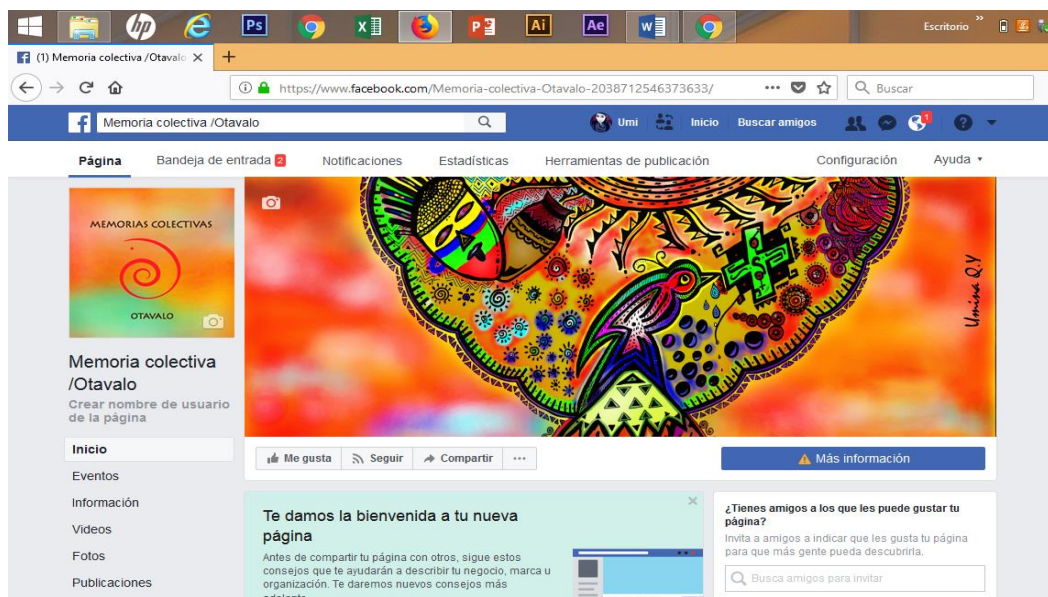 hp
Ps
Ai
Ae
Escritorio
(1) Memoria colectiva /Otavalo
https://www.facebook.com/Memoria-colectiva-Otavalo-2038712546373633/
Buscar
Memoria colectiva /Otavalo
Umi
Inicio
Buscar amigos
1
Página
Bandeja de entrada 2
Notificaciones
Estadísticas
Herramientas de publicación
Configuración
Ayuda
MEMORIAS COLECTIVAS
OTAVALO
Umina Q.Y
Memoria colectiva
/Otavalo
Crear nombre de usuario
de la página
Inicio
Eventos
Información
Videos
Fotos
Publicaciones
Me gusta
Seguir
Compartir
Más información
Te damos la bienvenida a tu nueva
página
Antes de compartir tu página con otros, sigue estos
consejos que te ayudarán a describir tu negocio, marca u
organización. Te daremos nuevos consejos más
¿Tienes amigos a los que les puede gustar tu
página?
Invita a amigos a indicar que les gusta tu página
para que más gente pueda descubrirla.
Busca amigos para invitar